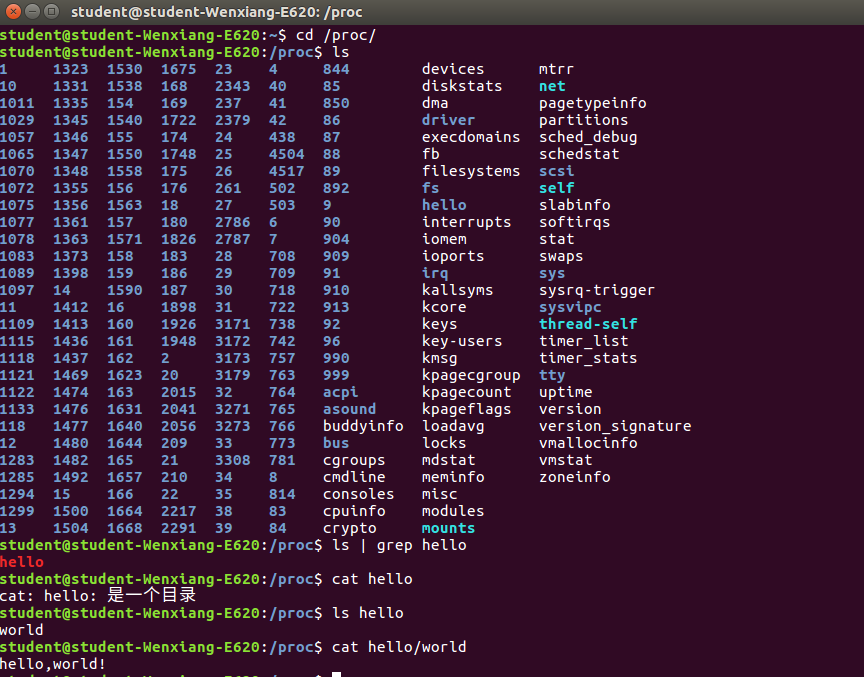 student@student-Wenxiang-E620: /proc
student@student-Wenxiang-E620:~$ cd /proc/
student@student-Wenxiang-E620:/proc$ ls
1 1323 1530 1675 23 4 844 devices mtrr
10 1331 1538 168 2343 40 85 diskstats net
1011 1335 154 169 237 41 850 dma pagetypeinfo
1029 1345 1540 1722 2379 42 86 driver partitions
1057 1346 155 174 24 438 87 execdomains sched_debug
1065 1347 1550 1748 25 4504 88 fb schedstat
1070 1348 1558 175 26 4517 89 filesystems scsi
1072 1355 156 176 261 502 892 fs self
1075 1356 1563 18 27 503 9 hello slabinfo
1077 1361 157 180 2786 6 90 interrupts softirqs
1078 1363 1571 1826 2787 7 904 iomem stat
1083 1373 158 183 28 708 909 ioports swaps
1089 1398 159 186 29 709 91 irq sys
1097 14 1590 187 30 718 910 kallsyms sysrq-trigger
11 1412 16 1898 31 722 913 kcore sysvipc
1109 1413 160 1926 3171 738 92 keys thread-self
1115 1436 161 1948 3172 742 96 key-users timer_list
1118 1437 162 2 3173 757 990 kmsg timer_stats
1121 1469 1623 20 3179 763 999 kpagecgroup tty
1122 1474 163 2015 32 764 acpi kpagecount uptime
1133 1476 1631 2041 3271 765 asound kpageflags version
118 1477 1640 2056 3273 766 buddyinfo loadavg version_signature
12 1480 1644 209 33 773 bus locks vmallocinfo
1283 1482 165 21 3308 781 cgroups mdstat vmstat
1285 1492 1657 210 34 8 cmdline meminfo zoneinfo
1294 15 166 22 35 814 consoles misc
1299 1500 1664 2217 38 83 cpuinfo modules
13 1504 1668 2291 39 84 crypto mounts
student@student-Wenxiang-E620:/proc$ ls | grep hello
hello
student@student-Wenxiang-E620:/proc$ cat hello
cat: hello: 是一个目录
student@student-Wenxiang-E620:/proc$ ls hello
world
student@student-Wenxiang-E620:/proc$ cat hello/world
hello,world!